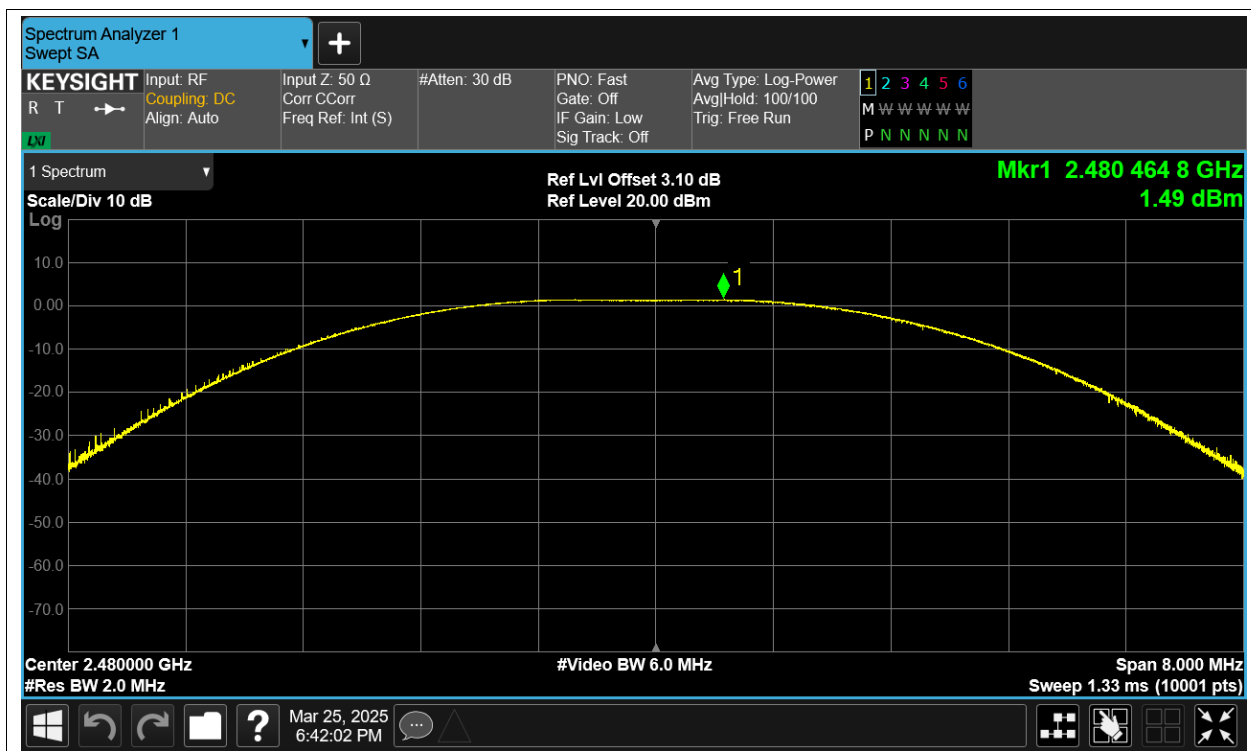 Spectrum Analyzer 1
Swept SA
KEYSIGHT
R T
LXI
Input: RF
Coupling: DC
Align: Auto
Input Z: 50 Ω
Corr CCorr
Freq Ref: Int (S)
#Atten: 30 dB
PNO: Fast
Gate: Off
IF Gain: Low
Sig Track: Off
Avg Type: Log-Power
Avg|Hold: 100/100
Trig: Free Run
1 2 3 4 5 6
M W W W W W
P N N N N N
1 Spectrum
Scale/Div 10 dB
Ref Lvl Offset 3.10 dB
Ref Level 20.00 dBm
Mkr1 2.480 464 8 GHz
1.49 dBm
Log
10.0
0.00
-10.0
-20.0
-30.0
-40.0
-50.0
-60.0
-70.0
1
Center 2.480000 GHz
#Res BW 2.0 MHz
#Video BW 6.0 MHz
Span 8.000 MHz
Sweep 1.33 ms (10001 pts)
?
Mar 25, 2025
6:42:02 PM